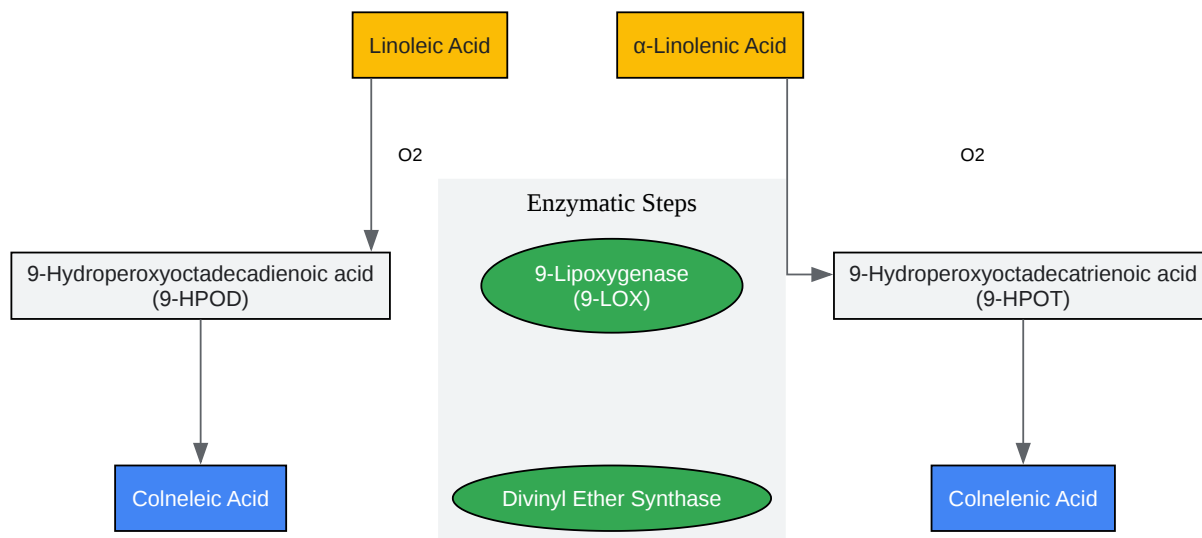 Linoleic Acid
α-Linolenic Acid
O2
O2
Enzymatic Steps
9-Hydroperoxyoctadecadienoic acid
(9-HPOD)
9-Lipoxygenase
(9-LOX)
9-Hydroperoxyoctadecatrienoic acid
(9-HPOT)
Colneleic Acid
Divinyl Ether Synthase
Colnelenic Acid